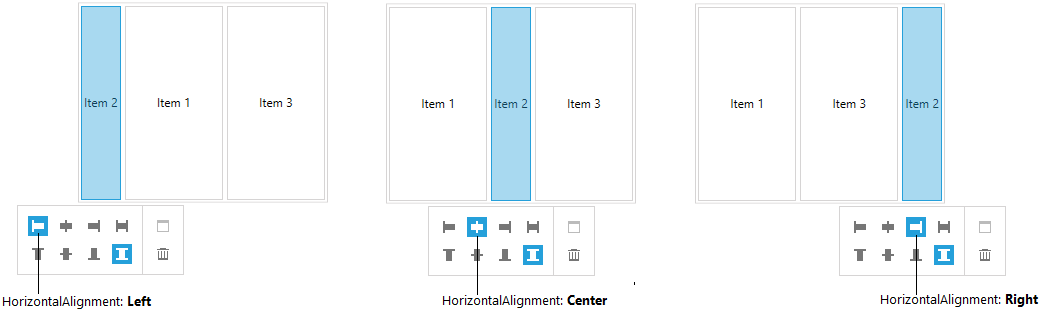 Item 2 Item 1 Item 3
Item 1 Item 2 Item 3
Item 1 Item 3 Item 2
HorizontalAlignment: Left
HorizontalAlignment: Center
HorizontalAlignment: Right